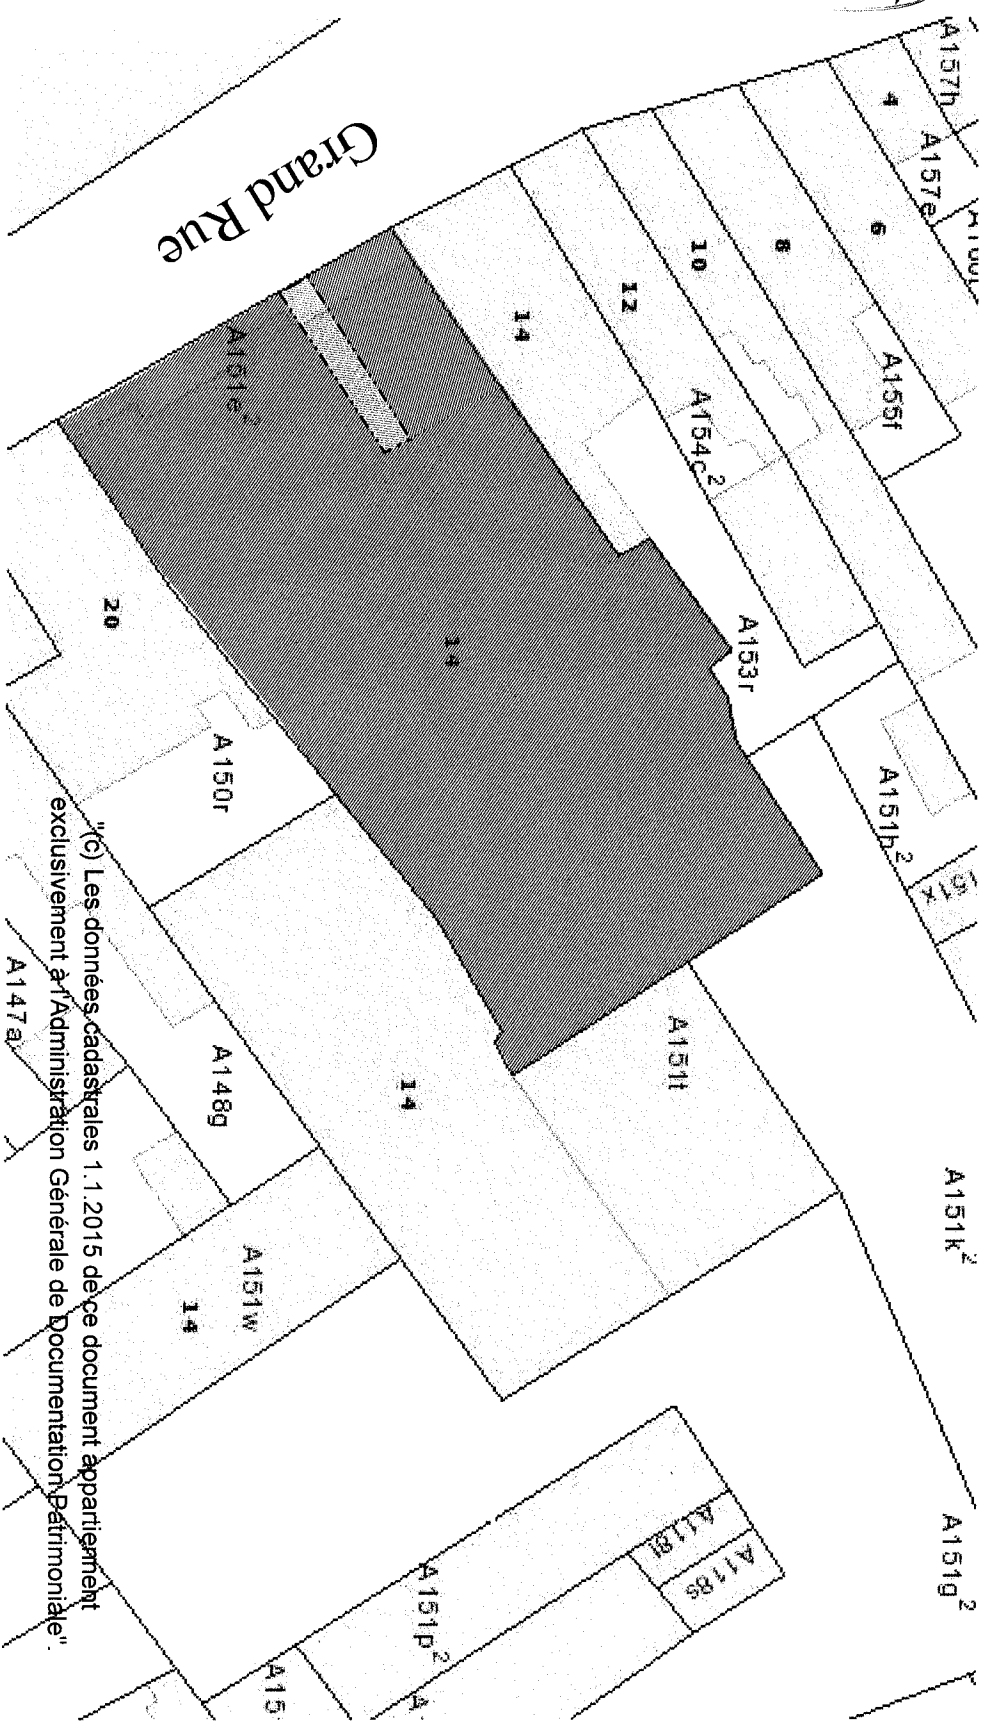 Grand Rue
A157h
A157e
4
6
8
10
12
14
A155f
A154c²
A153r
A151h²
A151e²
14
20
A150r
A151t
A151k²
14
A148g
A147a
A151w
14
A151g²
A118t
A118s
A151p²
"(c) Les données cadastrales 1.1.2015 de ce document appartiennent
exclusivement à l'Administration Générale de Documentation Patrimoniale".